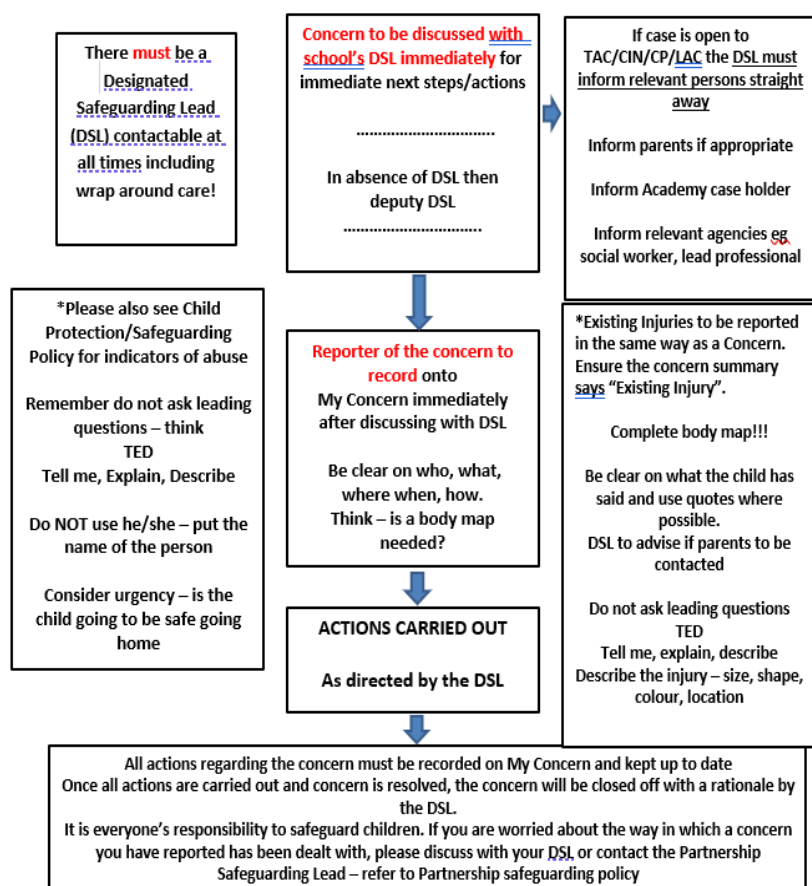 There must be a
Designated
Safeguarding Lead
(DSL) contactable at
all times including
wrap around care!
Concern to be discussed with
school's DSL immediately for
immediate next steps/actions
................................
In absence of DSL then
deputy DSL
................................
If case is open to
TAC/CIN/CP/LAC the DSL must
inform relevant persons straight
away
Inform parents if appropriate
Inform Academy case holder
Inform relevant agencies eg
social worker, lead professional
*Please also see Child
Protection/Safeguarding
Policy for indicators of abuse
Remember do not ask leading
questions – think
TED
Tell me, Explain, Describe
Do NOT use he/she – put the
name of the person
Consider urgency – is the
child going to be safe going
home
Reporter of the concern to
record onto
My Concern immediately
after discussing with DSL
Be clear on who, what,
where when, how.
Think – is a body map
needed?
*Existing Injuries to be reported
in the same way as a Concern.
Ensure the concern summary
says "Existing Injury".
Complete body map!!!
Be clear on what the child has
said and use quotes where
possible.
DSL to advise if parents to be
contacted
Do not ask leading questions
TED
Tell me, explain, describe
Describe the injury – size, shape,
colour, location
ACTIONS CARRIED OUT
As directed by the DSL
All actions regarding the concern must be recorded on My Concern and kept up to date
Once all actions are carried out and concern is resolved, the concern will be closed off with a rationale by
the DSL.
It is everyone's responsibility to safeguard children. If you are worried about the way in which a concern
you have reported has been dealt with, please discuss with your DSL or contact the Partnership
Safeguarding Lead – refer to Partnership safeguarding policy